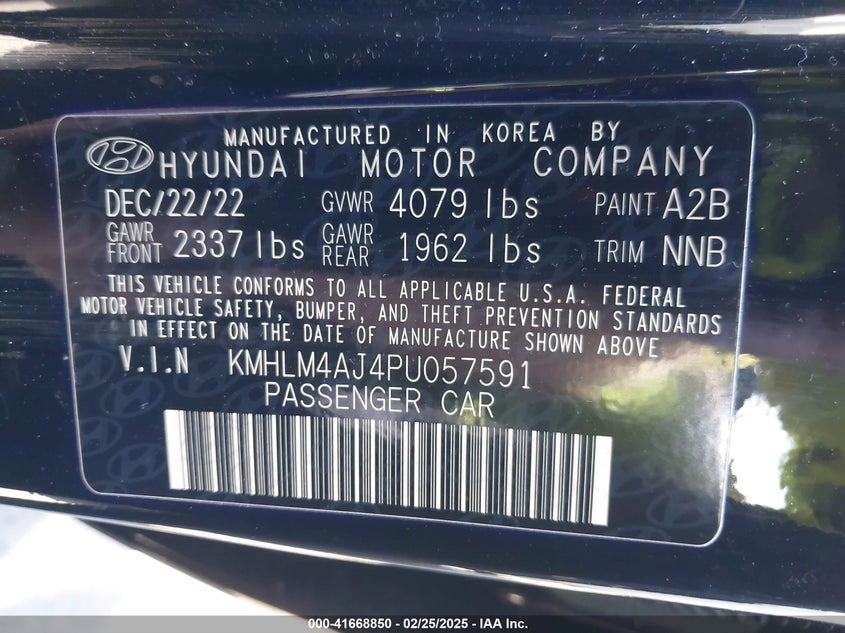 MANUFACTURED IN KOREA BY
HYUNDAI MOTOR COMPANY
DEC/22/22 GVWR 4079 lbs PAINT A2B
GAWR FRONT 2337 lbs GAWR REAR 1962 lbs TRIM NNB
THIS VEHICLE CONFORMS TO ALL APPLICABLE U.S.A. FEDERAL
MOTOR VEHICLE SAFETY, BUMPER, AND THEFT PREVENTION STANDARDS
IN EFFECT ON THE DATE OF MANUFACTURE SHOWN ABOVE
V.I.N KMHLM4AJ4PU057591
PASSENGER CAR
000-41668850 - 02/25/2025 - IAA Inc.